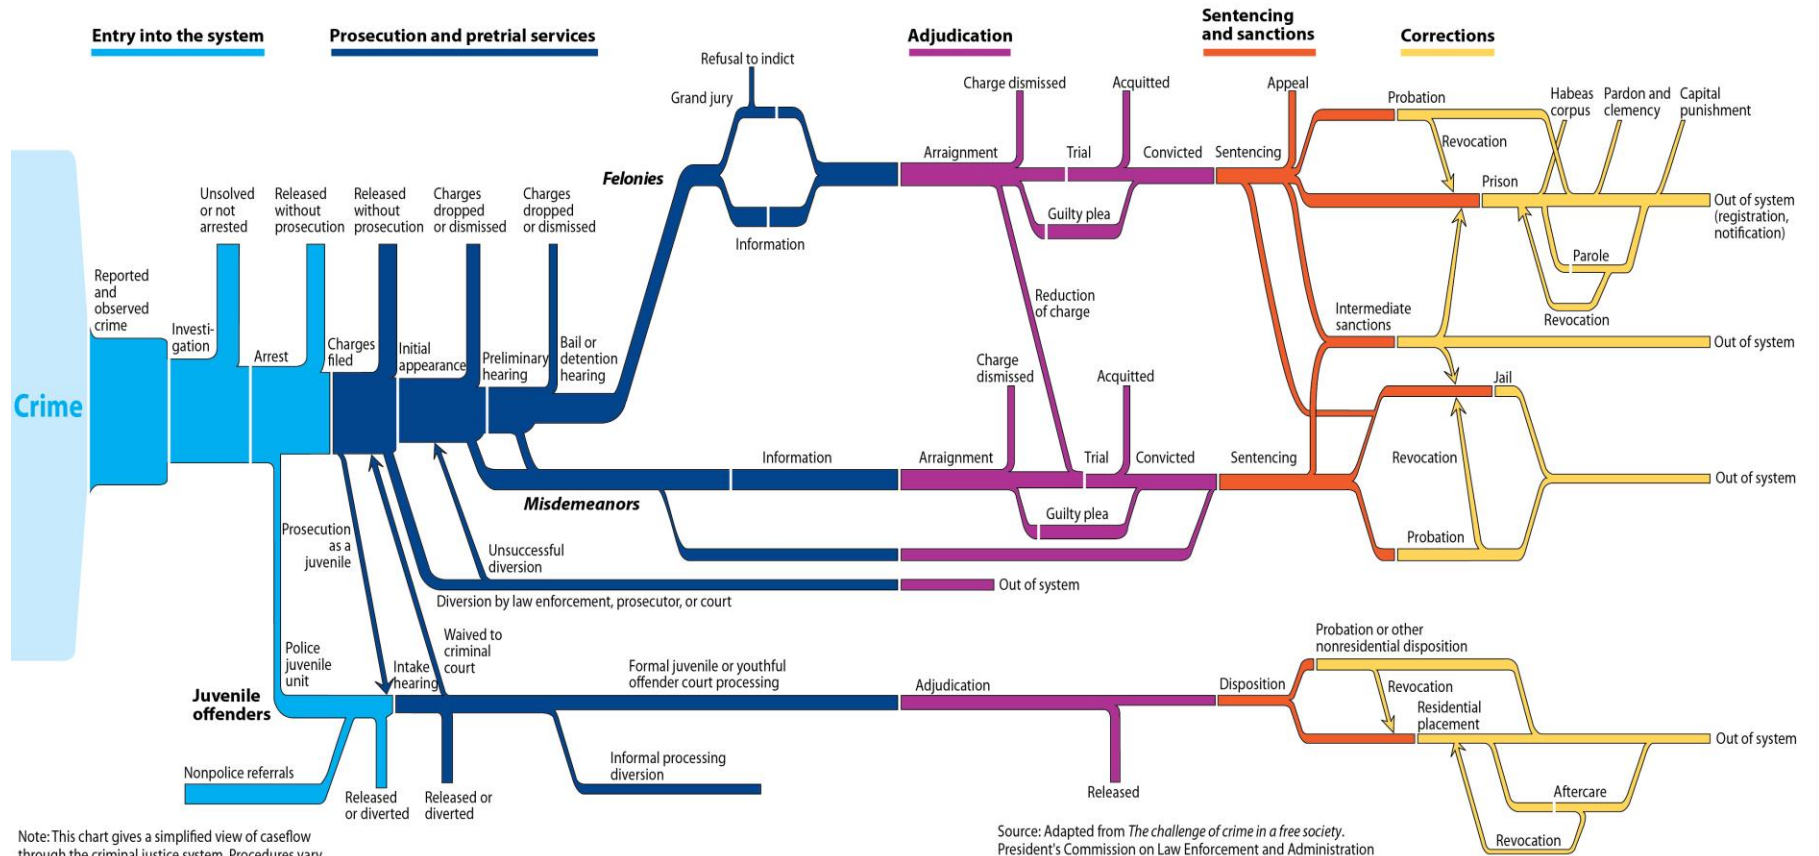 Entry into the system
Prosecution and pretrial services
Adjudication
Sentencing
and sanctions
Corrections
Refusal to indict
Grand jury
Felonies
Information
Charge dismissed
Acquitted
Arraignment
Trial
Convicted
Guilty plea
Reduction
of charge
Appeal
Sentencing
Probation
Revocation
Prison
Habeas
corpus
Pardon and
clemency
Capital
punishment
Out of system
(registration,
notification)
Parole
Revocation
Intermediate
sanctions
Out of system
Crime
Reported
and
observed
crime
Investi-
gation
Unsolved
or not
arrested
Arrest
Released
without
prosecution
Charges
filed
Released
without
prosecution
Initial
appearance
Charges
dropped
or dismissed
Preliminary
hearing
Charges
dropped
or dismissed
Bail or
detention
hearing
Misdemeanors
Information
Arraignment
Charge
dismissed
Trial
Acquitted
Convicted
Guilty plea
Sentencing
Jail
Revocation
Probation
Out of system
Unsuccessful
diversion
Out of system
Diversion by law enforcement, prosecutor, or court
Prosecution
as a
juvenile
Waived to
criminal
court
Police
juvenile
unit
Juvenile
offenders
Intake
hearing
Formal juvenile or youthful
offender court processing
Adjudication
Disposition
Probation or other
nonresidential disposition
Revocation
Residential
placement
Out of system
Nonpolice referrals
Released
or diverted
Released or
diverted
Informal processing
diversion
Released
Aftercare
Revocation
Note: This chart gives a simplified view of caseflow
through the criminal justice system. Procedures vary
Source: Adapted from The challenge of crime in a free society.
President's Commission on Law Enforcement and Administration